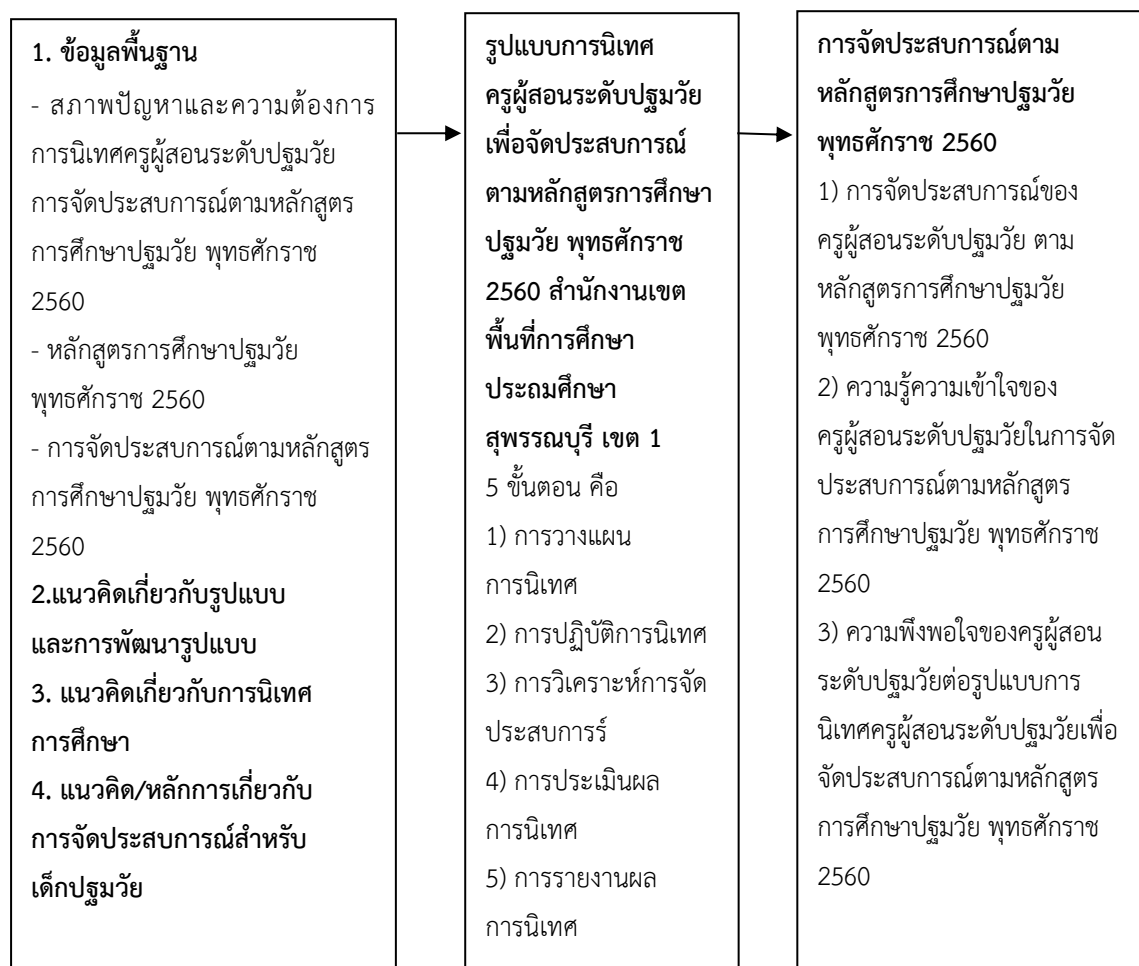 1. ข้อมูลพื้นฐาน
- สภาพปัญหาและความต้องการ
การนิเทศครูผู้สอนระดับปฐมวัย
การจัดประสบการณ์ตามหลักสูตร
การศึกษาปฐมวัย พุทธศักราช
2560
- หลักสูตรการศึกษาปฐมวัย
พุทธศักราช 2560
- การจัดประสบการณ์ตามหลักสูตร
การศึกษาปฐมวัย พุทธศักราช
2560
2.แนวคิดเกี่ยวกับรูปแบบ
และการพัฒนารูปแบบ
3. แนวคิดเกี่ยวกับการนิเทศ
การศึกษา
4. แนวคิด/หลักการเกี่ยวกับ
การจัดประสบการณ์สำหรับ
เด็กปฐมวัย
รูปแบบการนิเทศ
ครูผู้สอนระดับปฐมวัย
เพื่อจัดประสบการณ์
ตามหลักสูตรการศึกษา
ปฐมวัย พุทธศักราช
2560 สำนักงานเขต
พื้นที่การศึกษา
ประถมศึกษา
สุพรรณบุรี เขต 1
5 ขั้นตอน คือ
1) การวางแผน
การนิเทศ
2) การปฏิบัติการนิเทศ
3) การวิเคราะห์การจัด
ประสบการร์
4) การประเมินผล
การนิเทศ
5) การรายงานผล
การนิเทศ
การจัดประสบการณ์ตาม
หลักสูตรการศึกษาปฐมวัย
พุทธศักราช 2560
1) การจัดประสบการณ์ของ
ครูผู้สอนระดับปฐมวัย ตาม
หลักสูตรการศึกษาปฐมวัย
พุทธศักราช 2560
2) ความรู้ความเข้าใจของ
ครูผู้สอนระดับปฐมวัยในการจัด
ประสบการณ์ตามหลักสูตร
การศึกษาปฐมวัย พุทธศักราช
2560
3) ความพึงพอใจของครูผู้สอน
ระดับปฐมวัยต่อรูปแบบการ
นิเทศครูผู้สอนระดับปฐมวัยเพื่อ
จัดประสบการณ์ตามหลักสูตร
การศึกษาปฐมวัย พุทธศักราช
2560